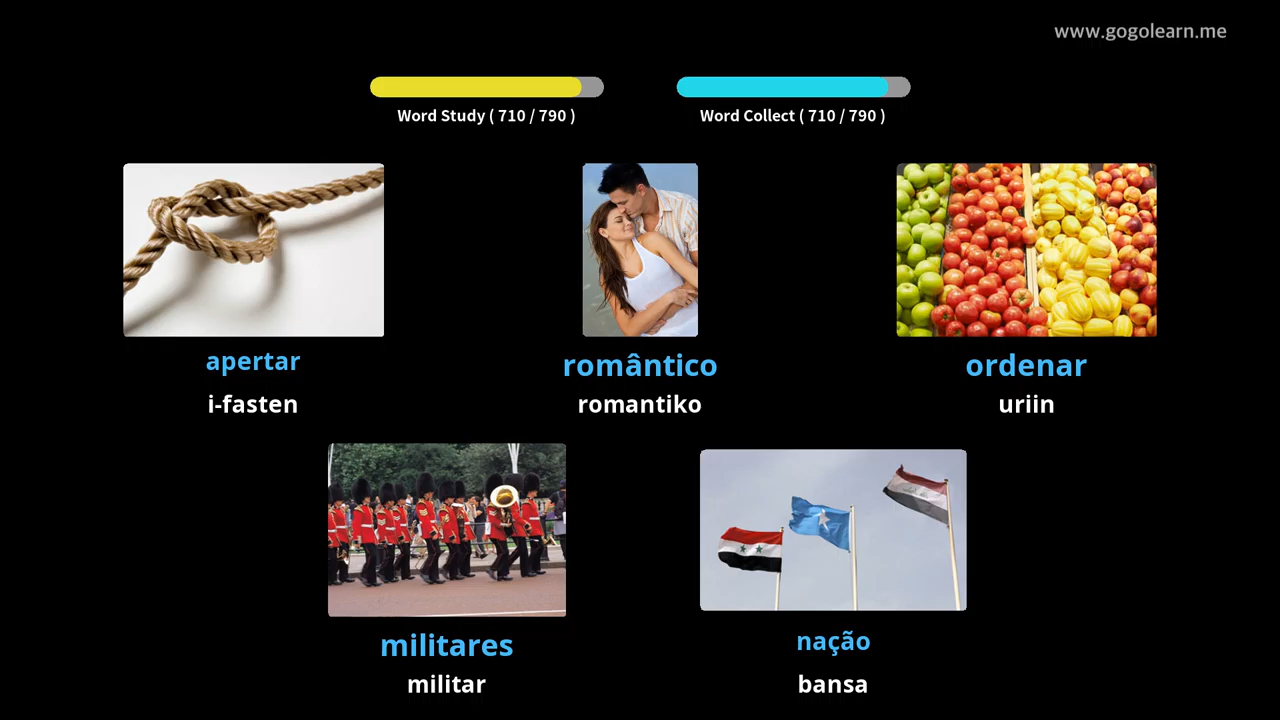 www.gogolearn.me
Word Study ( 710 / 790 )
Word Collect ( 710 / 790 )
apertar
i-fasten
romântico
romantiko
ordenar
uriin
militares
militar
nação
bansa